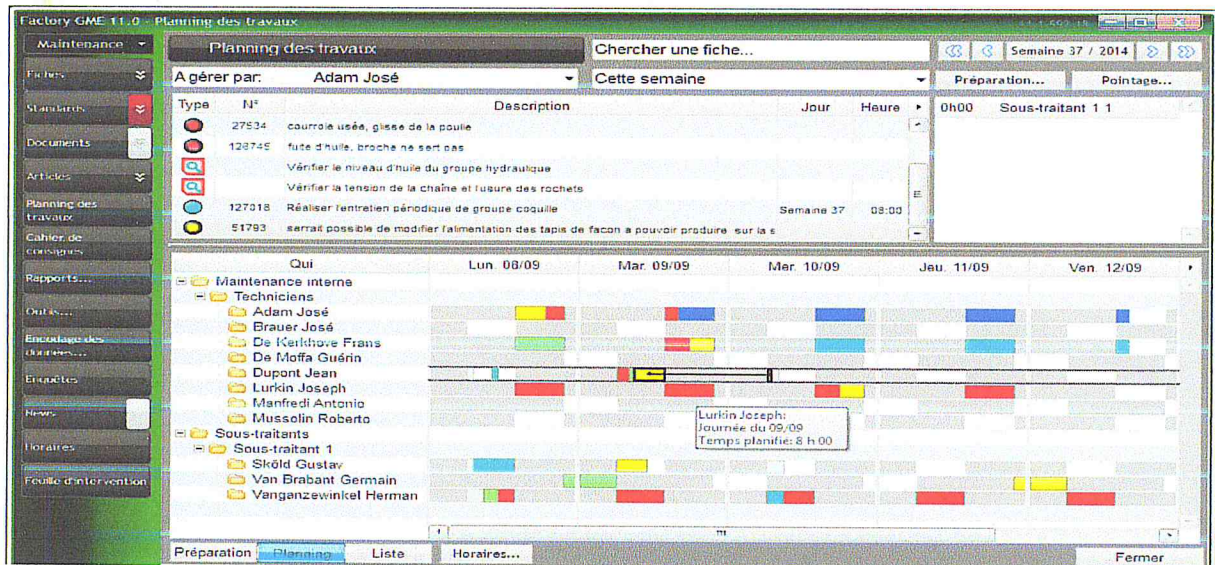 Factory GME 11.0 - Planning des travaux
Maintenance
Planning des travaux
Chercher une fiche...
Semaine 37 / 2014
Fiches
A gérer par: Adam José
Cette semaine
Préparation... Pointage...
Standards
Documents
Articles
Planning des travaux
Cahier de consignes
Rapports...
Outils...
Encodage des données...
Enquêtes
News
Horaires
Feuille d'intervention
Type N° Description Jour Heure
27534 courroie usée, glisse de la poulie
128745 fuite d'huile, broche ne sert pas
Vérifier le niveau d'huile du groupe hydraulique
Vérifier la tension de la chaîne et l'usure des rochets
127018 Réaliser l'entretien périodique de groupe coquille Semaine 37 08:00
51793 serrait possible de modifier l'alimentation des tapis de facon a pouvoir produire sur la s
0h00 Sous-traitant 1 1
Qui Lun. 08/09 Mar. 09/09 Mer. 10/09 Jeu. 11/09 Ven. 12/09
Maintenance interne
Techniciens
Adam José
Brauer José
De Kerkhove Frans
De Moffa Guérin
Dupont Jean
Lurkin Joseph
Manfredi Antonio
Mussolin Roberto
Sous-traitants
Sous-traitant 1
Sköld Gustav
Van Brabant Germain
Vanganzewinkel Herman
Lurkin Joseph:
Journée du 09/09
Temps planifié: 8 h 00
Préparation Planning Liste Horaires... Fermer